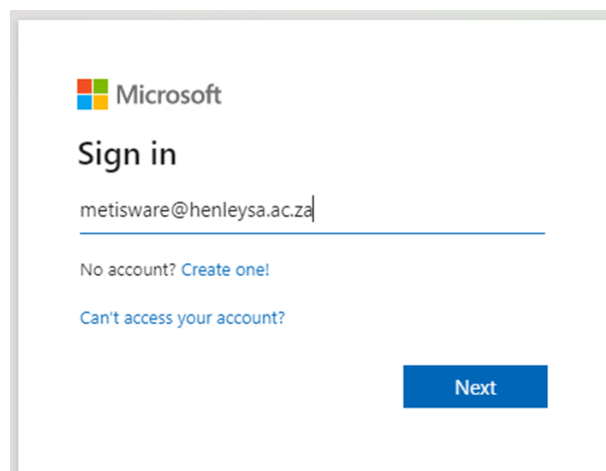 Microsoft
Sign in
metisware@henleysa.ac.za
No account? Create one!
Can't access your account?
Next